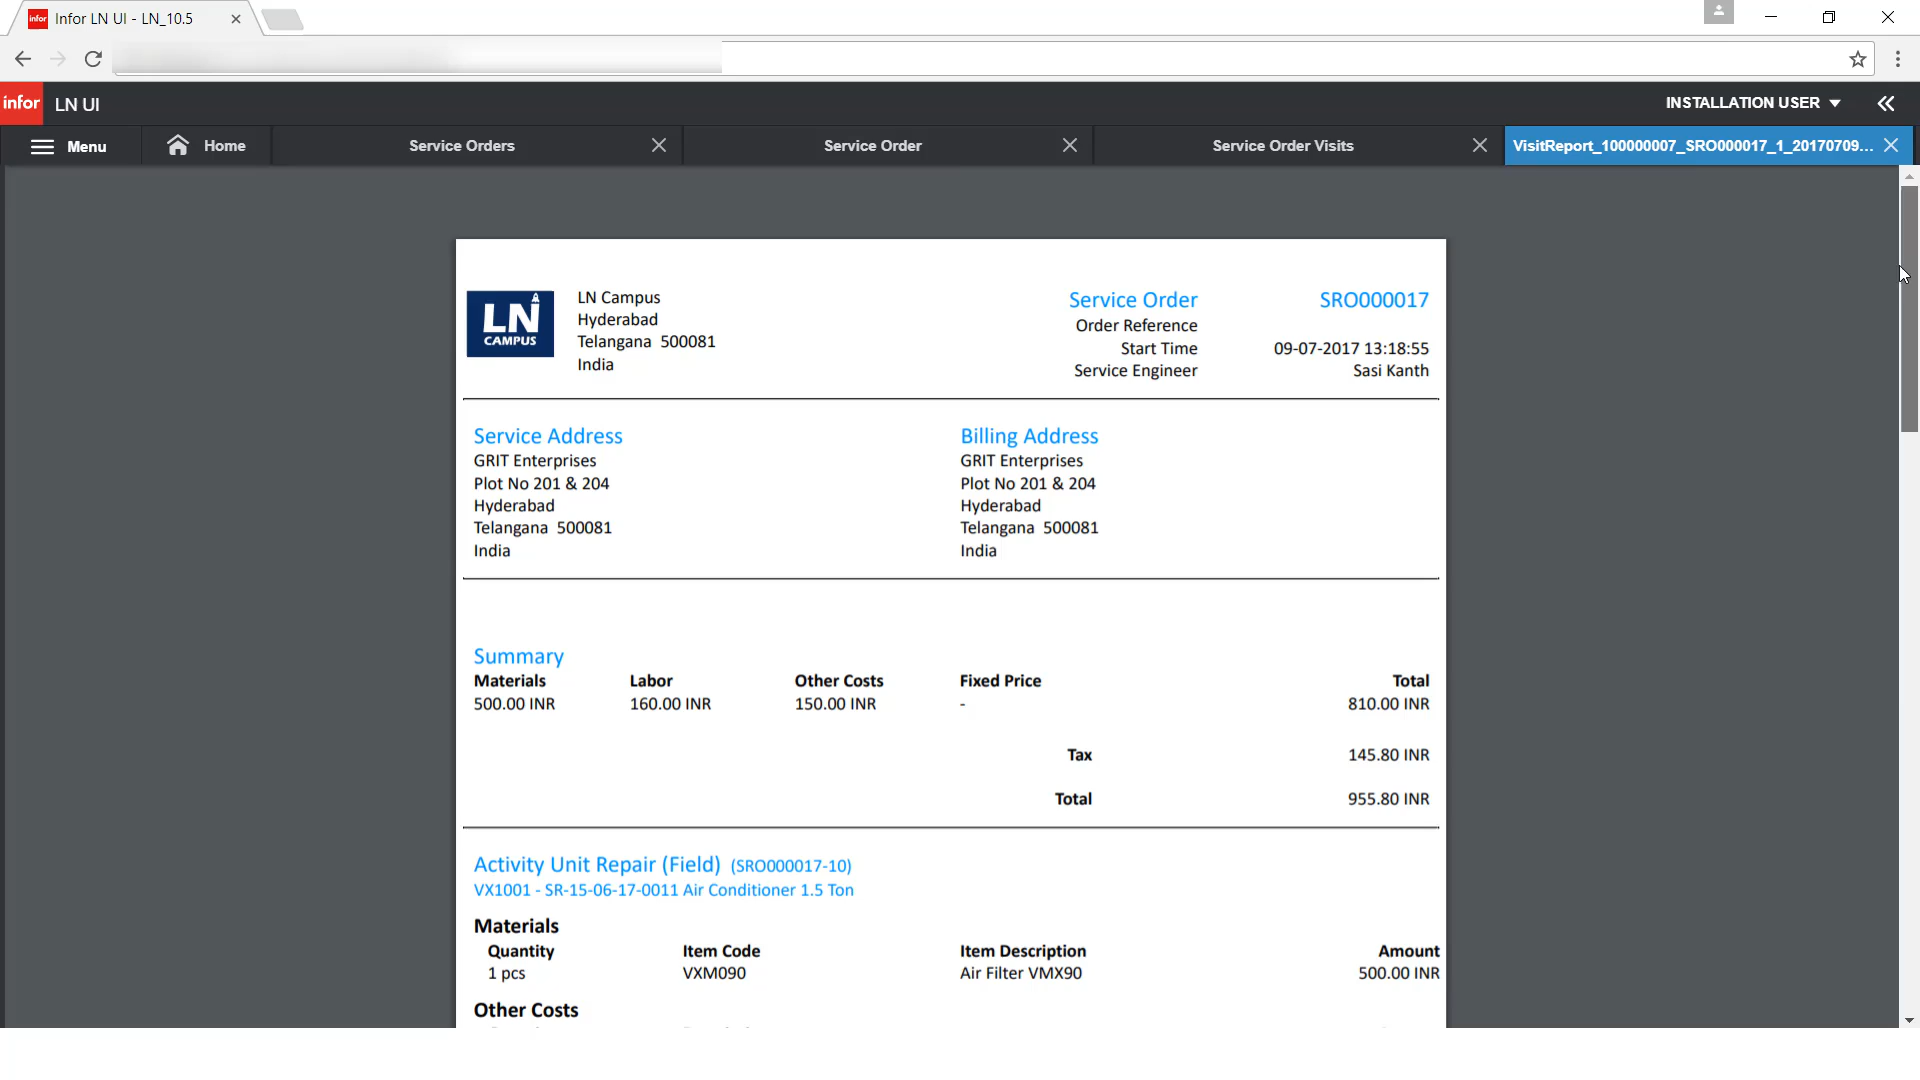 infor Infor LN UI - LN_10.5
infor LN UI INSTALLATION USER
Menu Home Service Orders Service Order Service Order Visits VisitReport_100000007_SRO000017_1_20170709...
LN CAMPUS
LN Campus
Hyderabad
Telangana 500081
India
Service Order SRO000017
Order Reference
Start Time 09-07-2017 13:18:55
Service Engineer Sasi Kanth
Service Address
GRIT Enterprises
Plot No 201 & 204
Hyderabad
Telangana 500081
India
Billing Address
GRIT Enterprises
Plot No 201 & 204
Hyderabad
Telangana 500081
India
Summary
Materials Labor Other Costs Fixed Price Total
500.00 INR 160.00 INR 150.00 INR - 810.00 INR
Tax 145.80 INR
Total 955.80 INR
Activity Unit Repair (Field) (SRO000017-10)
VX1001 - SR-15-06-17-0011 Air Conditioner 1.5 Ton
Materials
Quantity Item Code Item Description Amount
1 pcs VXM090 Air Filter VMX90 500.00 INR
Other Costs